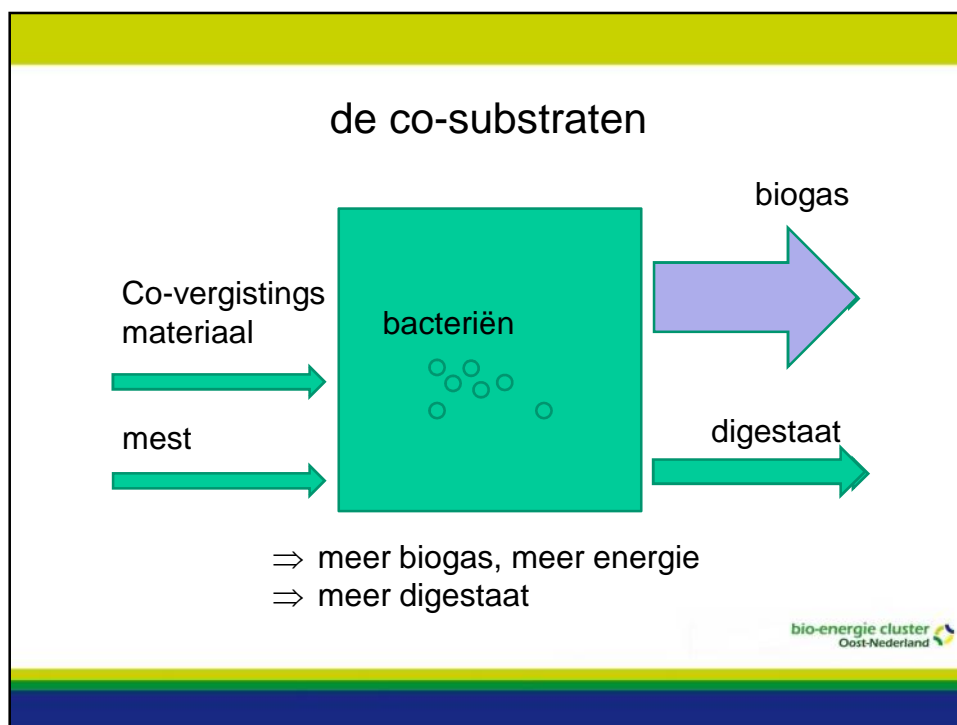 de co-substraten
biogas
Co-vergistings
materiaal
bacteriën
mest
digestaat
⇒ meer biogas, meer energie
⇒ meer digestaat
bio-energie cluster
Oost-Nederland